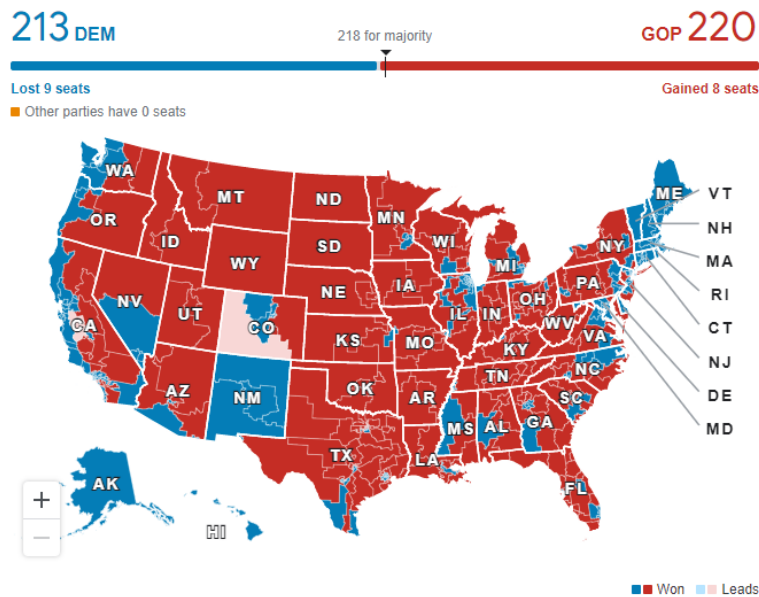 213 DEM
218 for majority
GOP 220
Lost 9 seats
Gained 8 seats
Other parties have 0 seats
WA
ME
VT
MT
ND
MN
OR
NH
ID
SD
WI
NY
MA
WY
MI
RI
IA
PA
NE
NV
UT
OH
CA
CO
IL
IN
CT
WV
KS
MO
VA
KY
NJ
NC
TN
AZ
NM
OK
AR
SC
DE
MS
AL
GA
MD
TX
LA
FL
AK
HI
+
−
Won
Leads